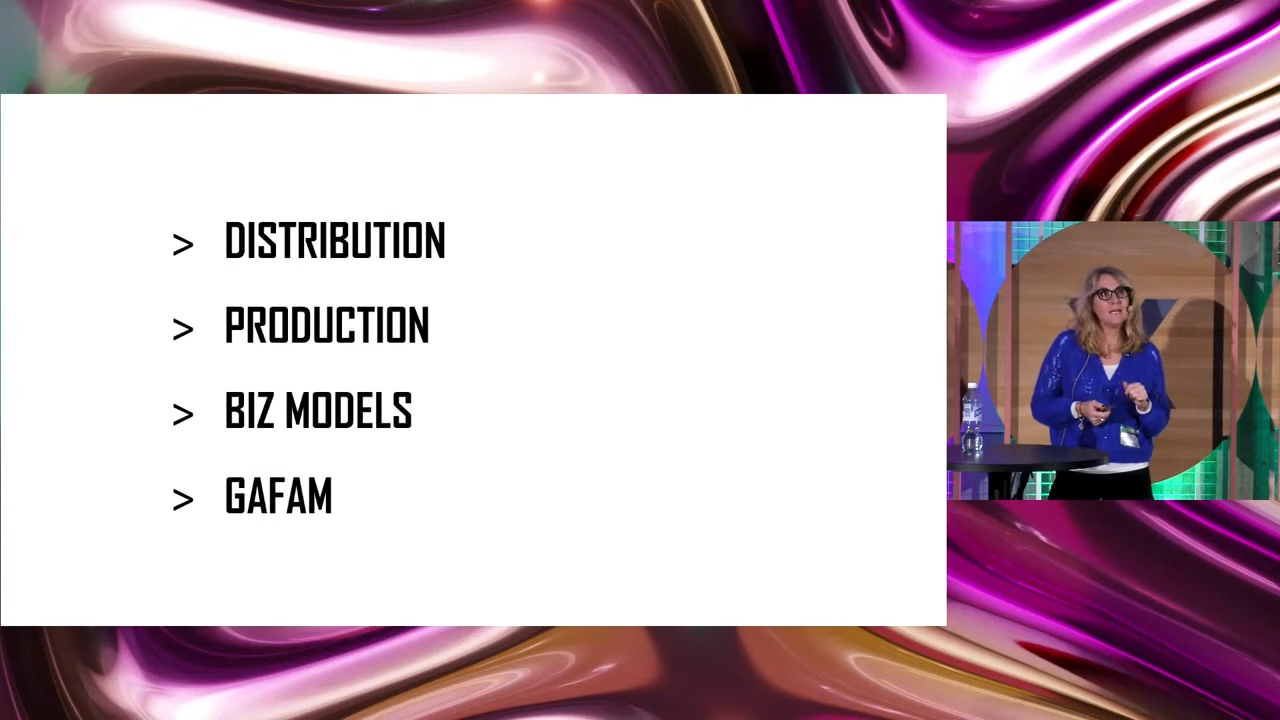 > DISTRIBUTION
> PRODUCTION
> BIZ MODELS
> GAFAM